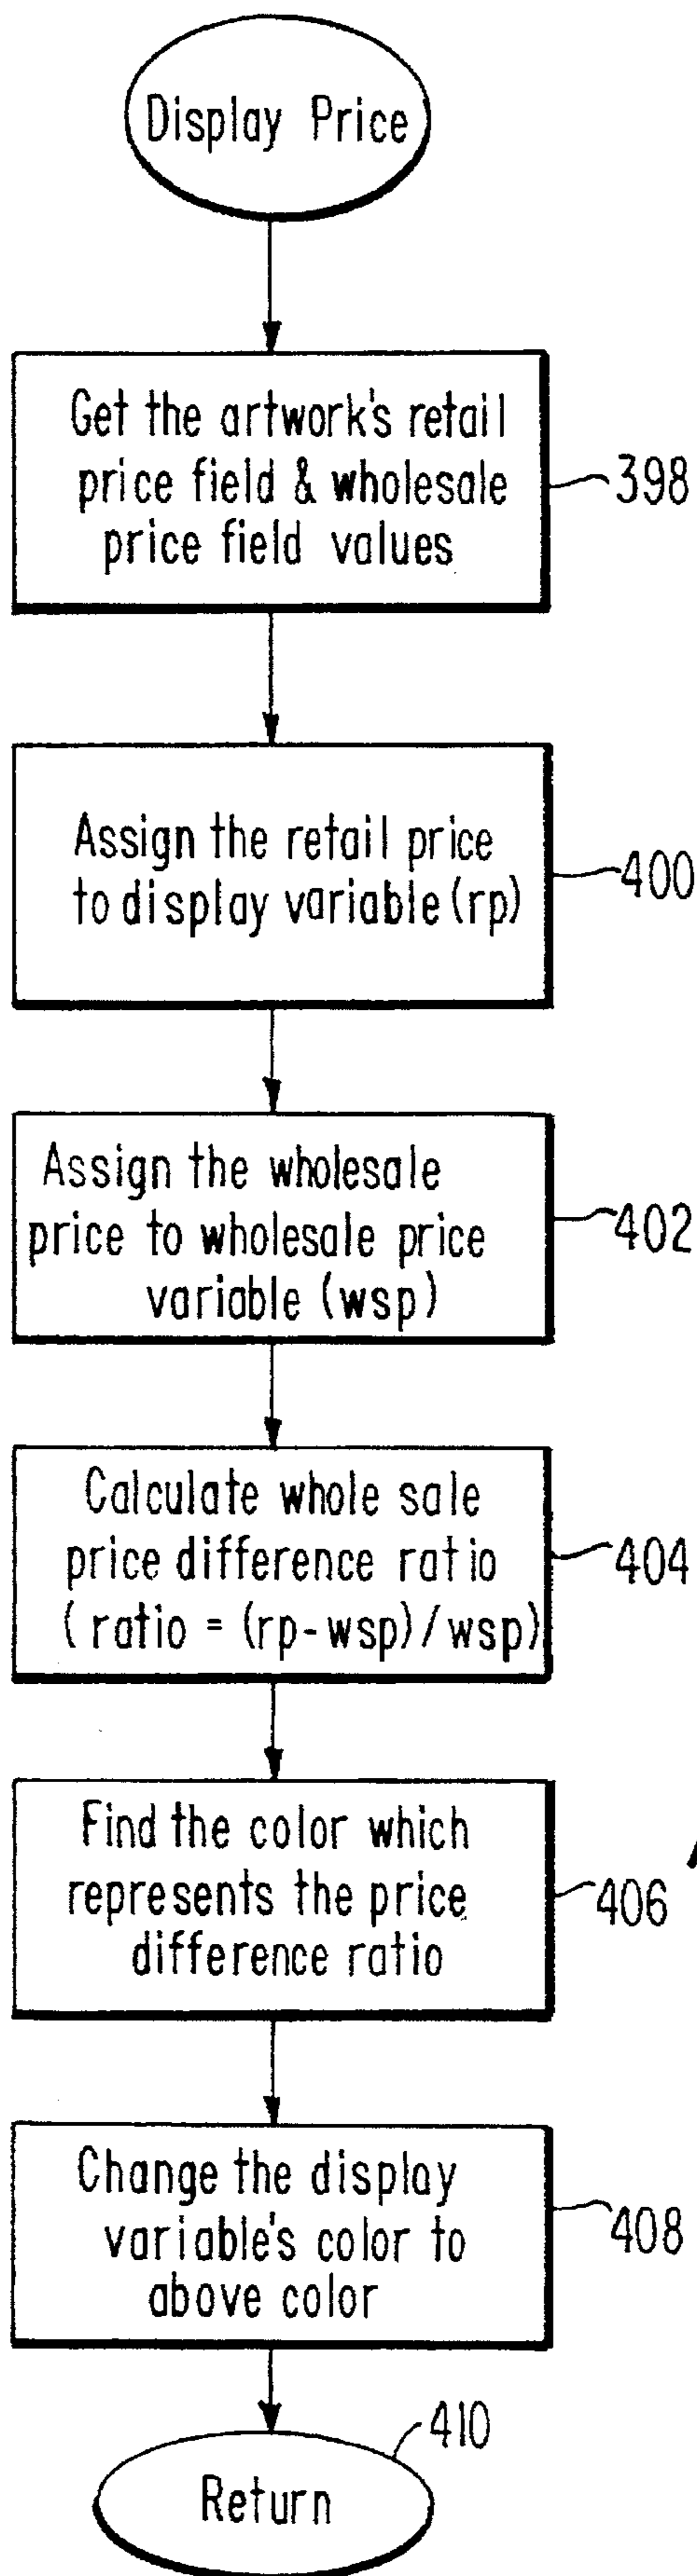 Display Price
Get the artwork's retail
price field & wholesale
price field values
398
Assign the retail price
to display variable (rp)
400
Assign the wholesale
price to wholesale price
variable (wsp)
402
Calculate whole sale
price difference ratio
(ratio = (rp-wsp)/wsp)
404
Find the color which
represents the price
difference ratio
406
Change the display
variable's color to
above color
408
410
Return